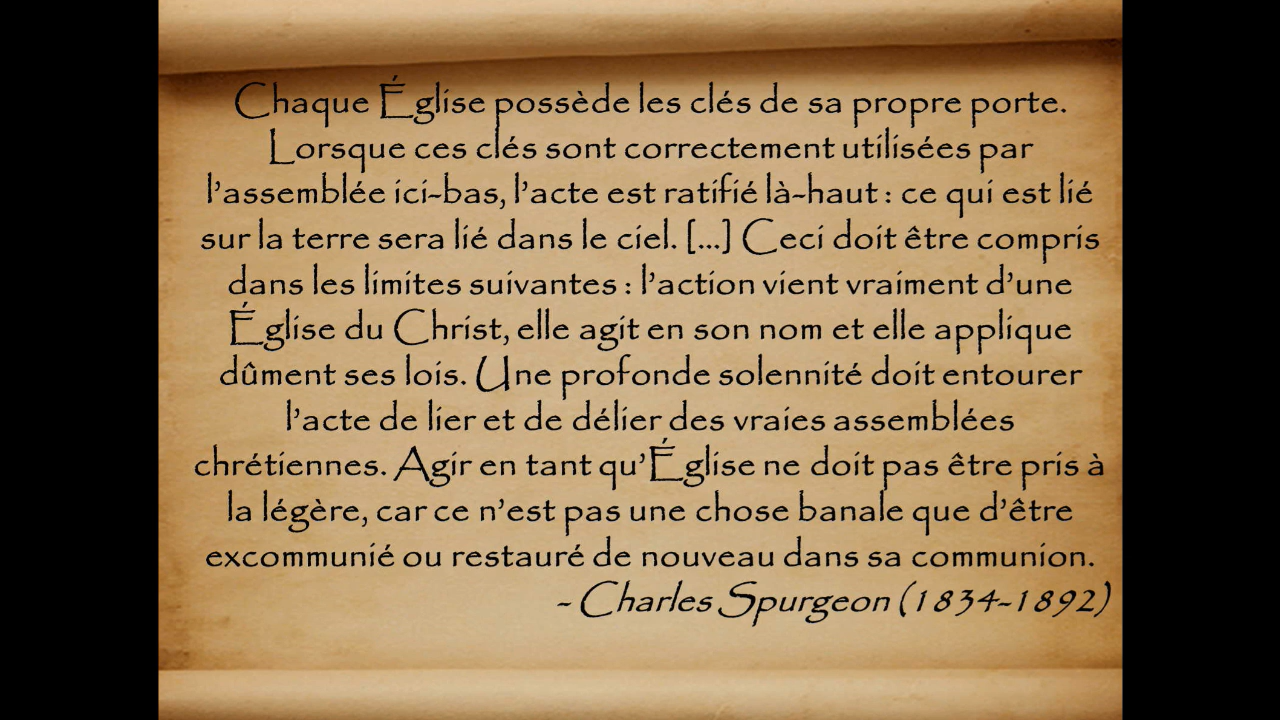 Chaque Église possède les clés de sa propre porte.
Lorsque ces clés sont correctement utilisées par
l’assemblée ici-bas, l’acte est ratifié là-haut : ce qui est lié
sur la terre sera lié dans le ciel. [...] Ceci doit être compris
dans les limites suivantes : l’action vient vraiment d’une
Église du Christ, elle agit en son nom et elle applique
dûment ses lois. Une profonde solennité doit entourer
l’acte de lier et de délier des vraies assemblées
chrétiennes. Agir en tant qu’Église ne doit pas être pris à
la légère, car ce n’est pas une chose banale que d’être
excommunié ou restauré de nouveau dans sa communion.
- Charles Spurgeon (1834-1892)